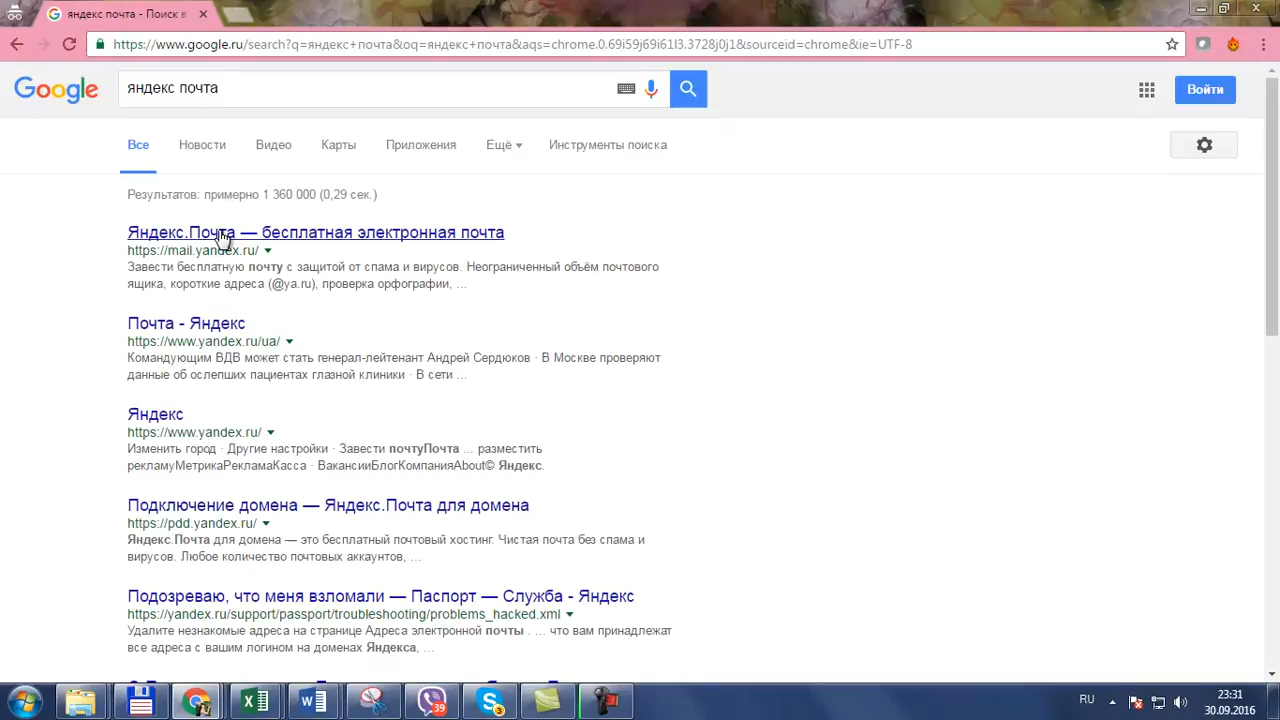 яндекс почта - Поиск в
https://www.google.ru/search?q=яндекс+почта&oq=яндекс+почта&aqs=chrome.0.69i59j69i61l3.3728j0j1&sourceid=chrome&ie=UTF-8
Google
яндекс почта
Войти
Все Новости Видео Карты Приложения Ещё Инструменты поиска
Результатов: примерно 1 360 000 (0,29 сек.)
Яндекс.Почта — бесплатная электронная почта
https://mail.yandex.ru/
Завести бесплатную почту с защитой от спама и вирусов. Неограниченный объём почтового
ящика, короткие адреса (@ya.ru), проверка орфографии, ...
Почта - Яндекс
https://www.yandex.ru/ua/
Командующим ВДВ может стать генерал-лейтенант Андрей Сердюков · В Москве проверяют
данные об ослепших пациентах глазной клиники · В сети ...
Яндекс
https://www.yandex.ru/
Изменить город · Другие настройки · Завести почтуПочта ... разместить
рекламуМетрикаРекламаКасса · ВакансииБлогКомпанияAbout© Яндекс.
Подключение домена — Яндекс.Почта для домена
https://pdd.yandex.ru/
Яндекс.Почта для домена — это бесплатный почтовый хостинг. Чистая почта без спама и
вирусов. Любое количество почтовых аккаунтов, ...
Подозреваю, что меня взломали — Паспорт — Служба - Яндекс
https://yandex.ru/support/passport/troubleshooting/problems_hacked.xml
Удалите незнакомые адреса на странице Адреса электронной почты . ... что вам принадлежат
все адреса с вашим логином на доменах Яндекса, ...
39
3
RU
23:31
30.09.2016